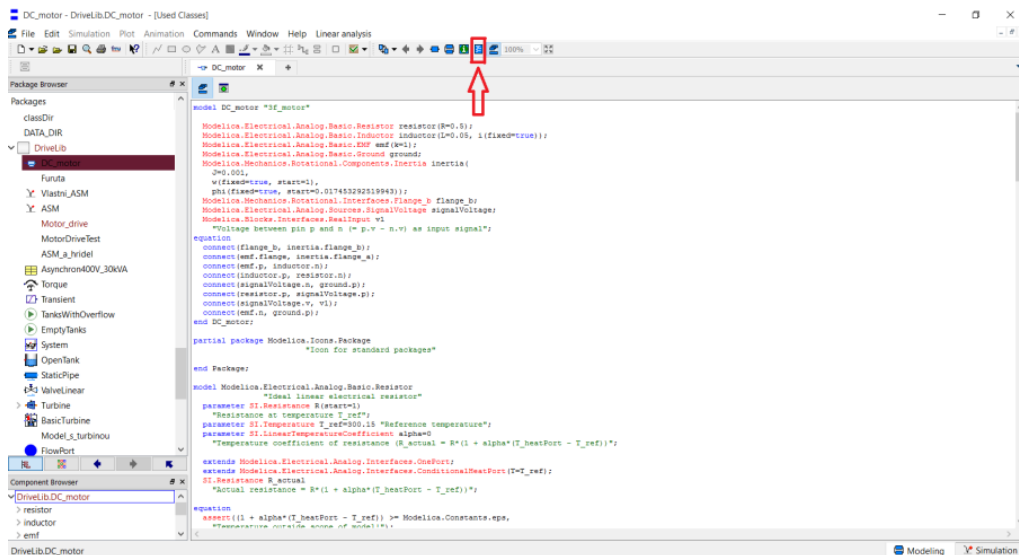 DC_motor - DriveLib.DC_motor - [Used Classes]
File Edit Simulation Plot Animation Commands Window Help Linear analysis
100%
DC_motor
Package Browser
Packages
classDir
DATA_DIR
DriveLib
DC_motor
Furuta
Vlastni_ASM
ASM
Motor_drive
MotorDriveTest
ASM_a_hridel
Asynchron400V_30kVA
Torque
Transient
TanksWithOverflow
EmptyTanks
System
OpenTank
StaticPipe
ValveLinear
Turbine
BasicTurbine
Model_s_turbinou
FlowPort
Component Browser
DriveLib.DC_motor
resistor
inductor
emf
model DC_motor "3f_motor"
Modelica.Electrical.Analog.Basic.Resistor resistor(R=0.5);
Modelica.Electrical.Analog.Basic.Inductor inductor(L=0.05, i(fixed=true));
Modelica.Electrical.Analog.Basic.EMF emf(k=1);
Modelica.Electrical.Analog.Basic.Ground ground;
Modelica.Mechanics.Rotational.Components.Inertia inertia(
J=0.001,
w(fixed=true, start=1),
phi(fixed=true, start=0.017453292519943));
Modelica.Mechanics.Rotational.Interfaces.Flange_b flange_b;
Modelica.Electrical.Analog.Sources.SignalVoltage signalVoltage;
Modelica.Blocks.Interfaces.RealInput v1
"Voltage between pin p and n (= p.v - n.v) as input signal";
equation
connect(flange_b, inertia.flange_b);
connect(emf.flange, inertia.flange_a);
connect(emf.p, inductor.n);
connect(inductor.p, resistor.n);
connect(signalVoltage.n, ground.p);
connect(resistor.p, signalVoltage.p);
connect(signalVoltage.v, v1);
connect(emf.n, ground.p);
end DC_motor;
partial package Modelica.Icons.Package
"Icon for standard packages"
end Package;
model Modelica.Electrical.Analog.Basic.Resistor
"Ideal linear electrical resistor"
parameter SI.Resistance R(start=1)
"Resistance at temperature T_ref";
parameter SI.Temperature T_ref=300.15 "Reference temperature";
parameter SI.LinearTemperatureCoefficient alpha=0
"Temperature coefficient of resistance (R_actual = R*(1 + alpha*(T_heatPort - T_ref))";
extends Modelica.Electrical.Analog.Interfaces.OnePort;
extends Modelica.Electrical.Analog.Interfaces.ConditionalHeatPort(T=T_ref);
SI.Resistance R_actual
"Actual resistance = R*(1 + alpha*(T_heatPort - T_ref))";
equation
assert((1 + alpha*(T_heatPort - T_ref)) >= Modelica.Constants.eps,
"Temperature outside scope of model!");
DriveLib.DC_motor
Modeling Simulation